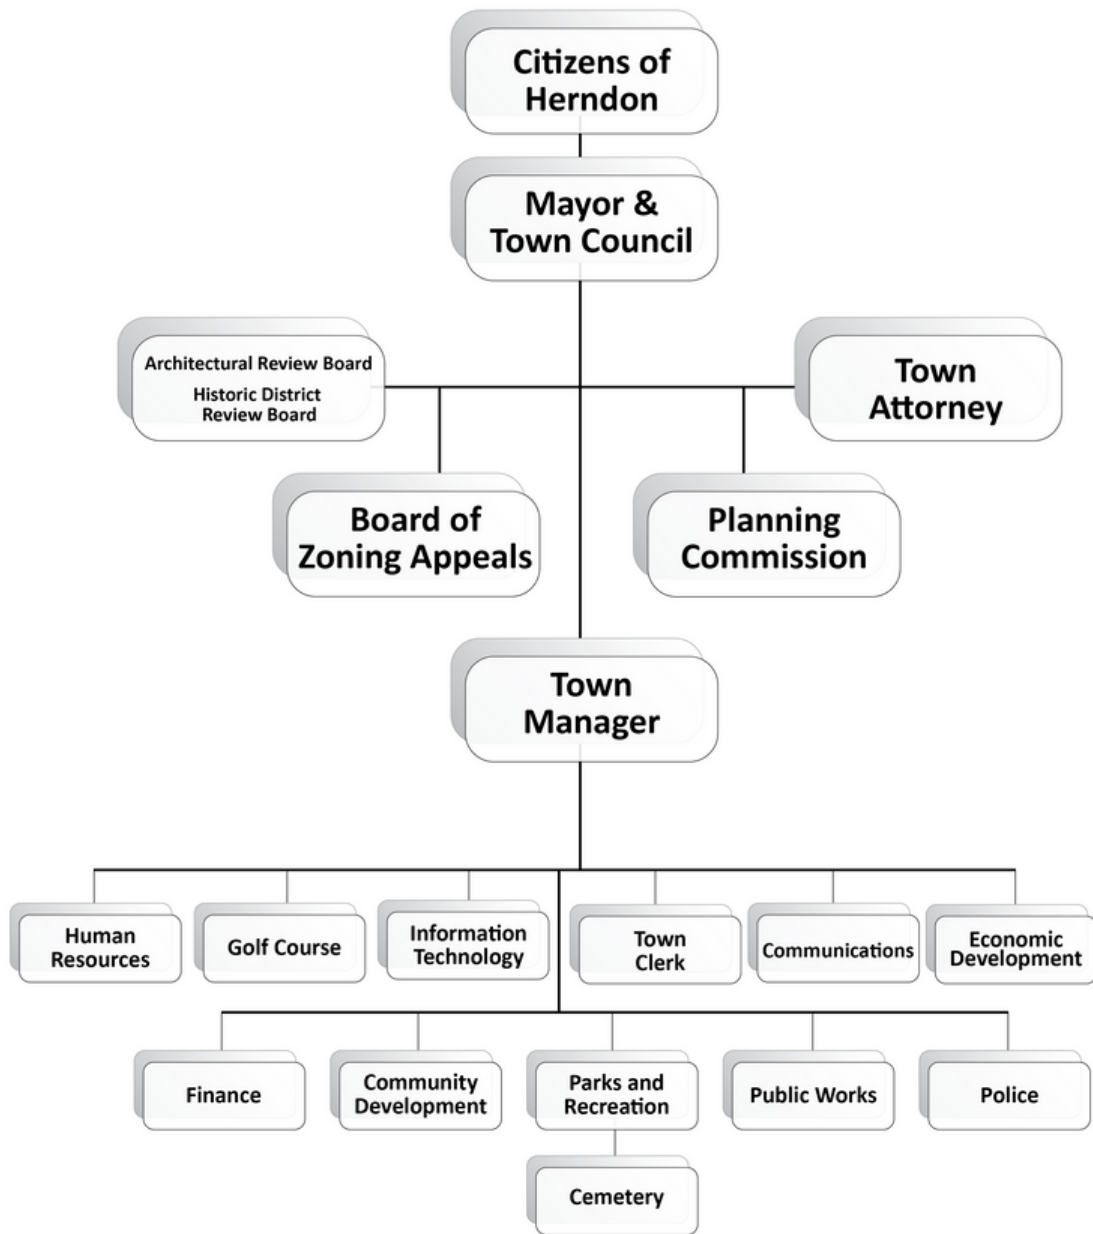 Citizens of
Herndon
Mayor &
Town Council
Architectural Review Board
Historic District
Review Board
Town
Attorney
Board of
Zoning Appeals
Planning
Commission
Town
Manager
Human
Resources
Golf Course
Information
Technology
Town
Clerk
Communications
Economic
Development
Finance
Community
Development
Parks and
Recreation
Public Works
Police
Cemetery